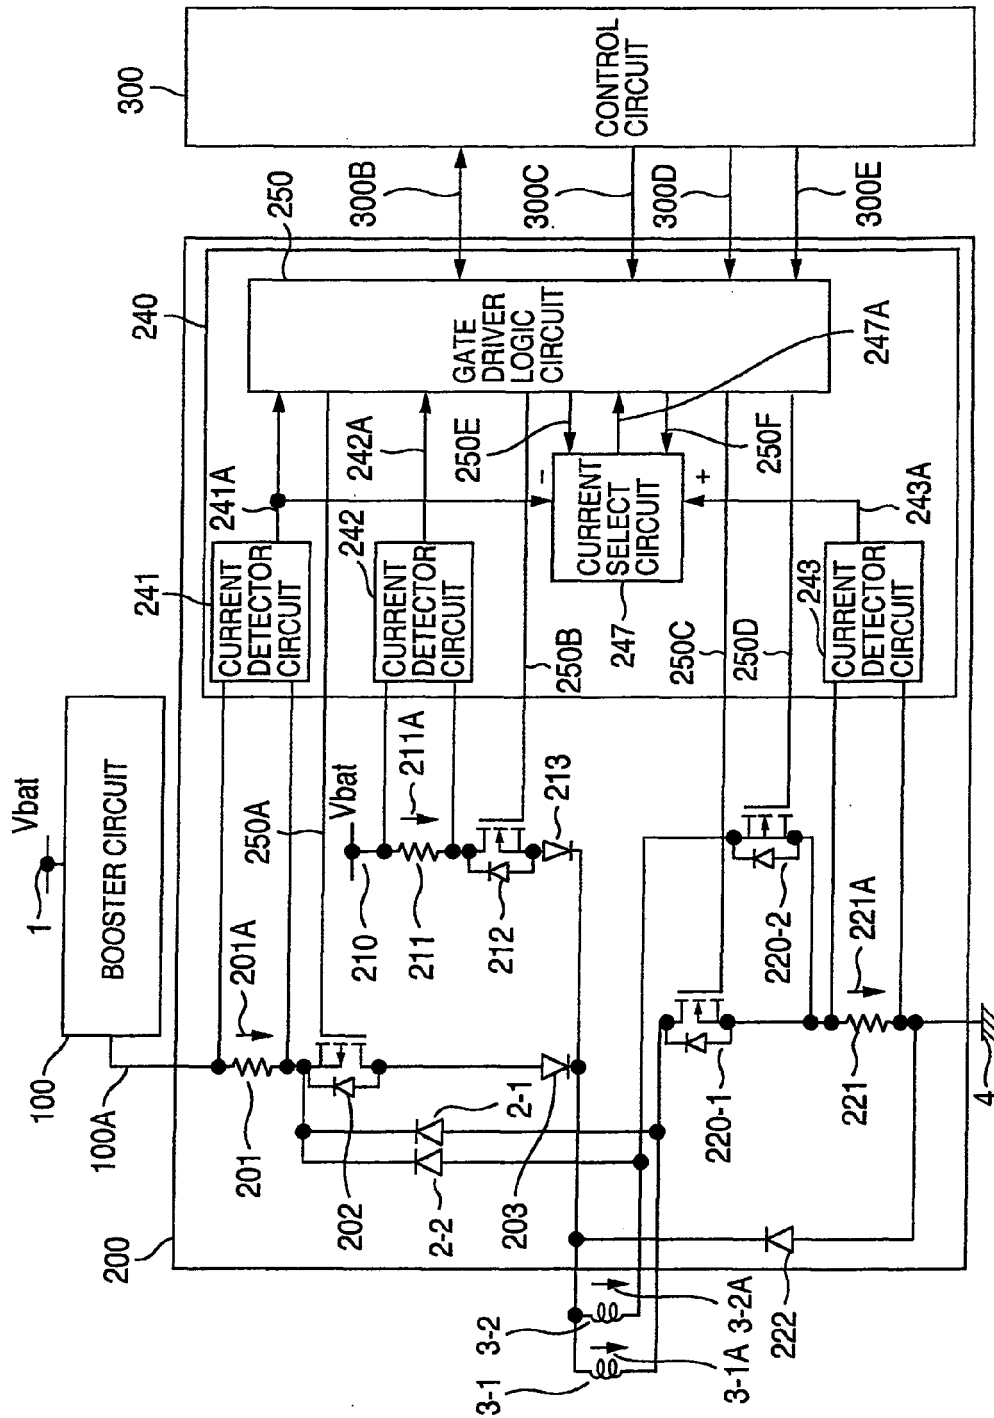 300
CONTROL
CIRCUIT
300B
300C
300D
300E
250
240
GATE
DRIVER
LOGIC
CIRCUIT
247A
241
241A
CURRENT
DETECTOR
CIRCUIT
242
242A
CURRENT
DETECTOR
CIRCUIT
250E
250F
-
+
CURRENT
SELECT
CIRCUIT
247
243A
243
CURRENT
DETECTOR
CIRCUIT
250B
250C
250D
1
Vbat
BOOSTER CIRCUIT
100
100A
250A
Vbat
211A
210
211
212
213
201A
201
202
203
2-1
2-2
220-2
220-1
221A
221
4
200
222
3-2
3-2A
3-1
3-1A